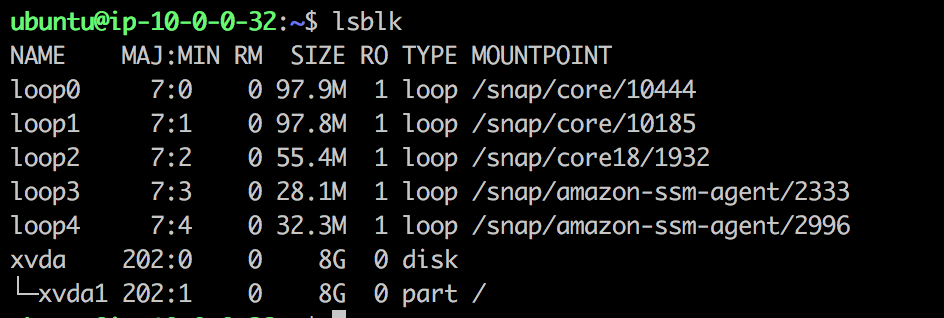 ubuntu@ip-10-0-0-32:~$ lsblk
NAME    MAJ:MIN RM  SIZE RO TYPE MOUNTPOINT
loop0     7:0    0 97.9M  1 loop /snap/core/10444
loop1     7:1    0 97.8M  1 loop /snap/core/10185
loop2     7:2    0 55.4M  1 loop /snap/core18/1932
loop3     7:3    0 28.1M  1 loop /snap/amazon-ssm-agent/2333
loop4     7:4    0 32.3M  1 loop /snap/amazon-ssm-agent/2996
xvda    202:0    0    8G  0 disk
└─xvda1 202:1    0    8G  0 part /